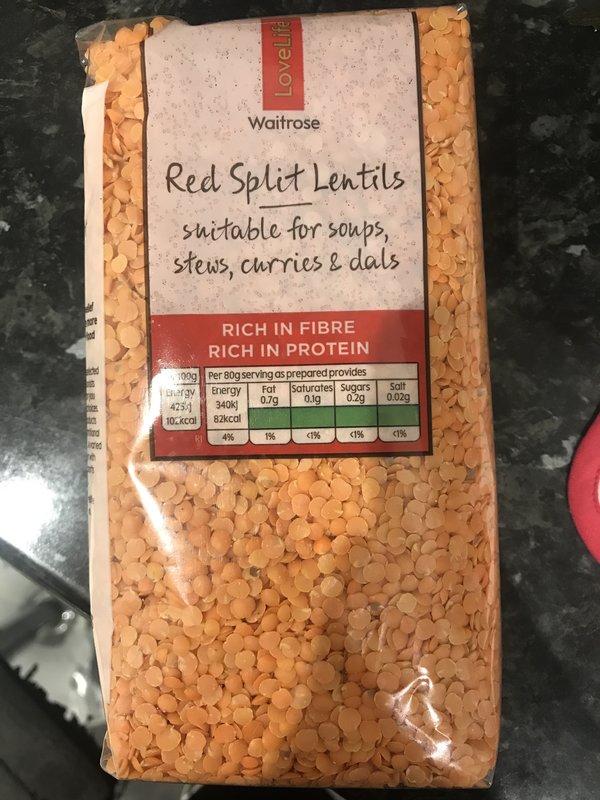 LoveLife
Waitrose
Red Split Lentils
suitable for soups,
stews, curries & dals
RICH IN FIBRE
RICH IN PROTEIN
100g
Per 80g serving as prepared provides
Energy
425kJ
102kcal
Energy
340kJ
82kcal
Fat
0.7g
Saturates
0.1g
Sugars
0.2g
Salt
0.02g
RI
4%
1%
<1%
<1%
<1%